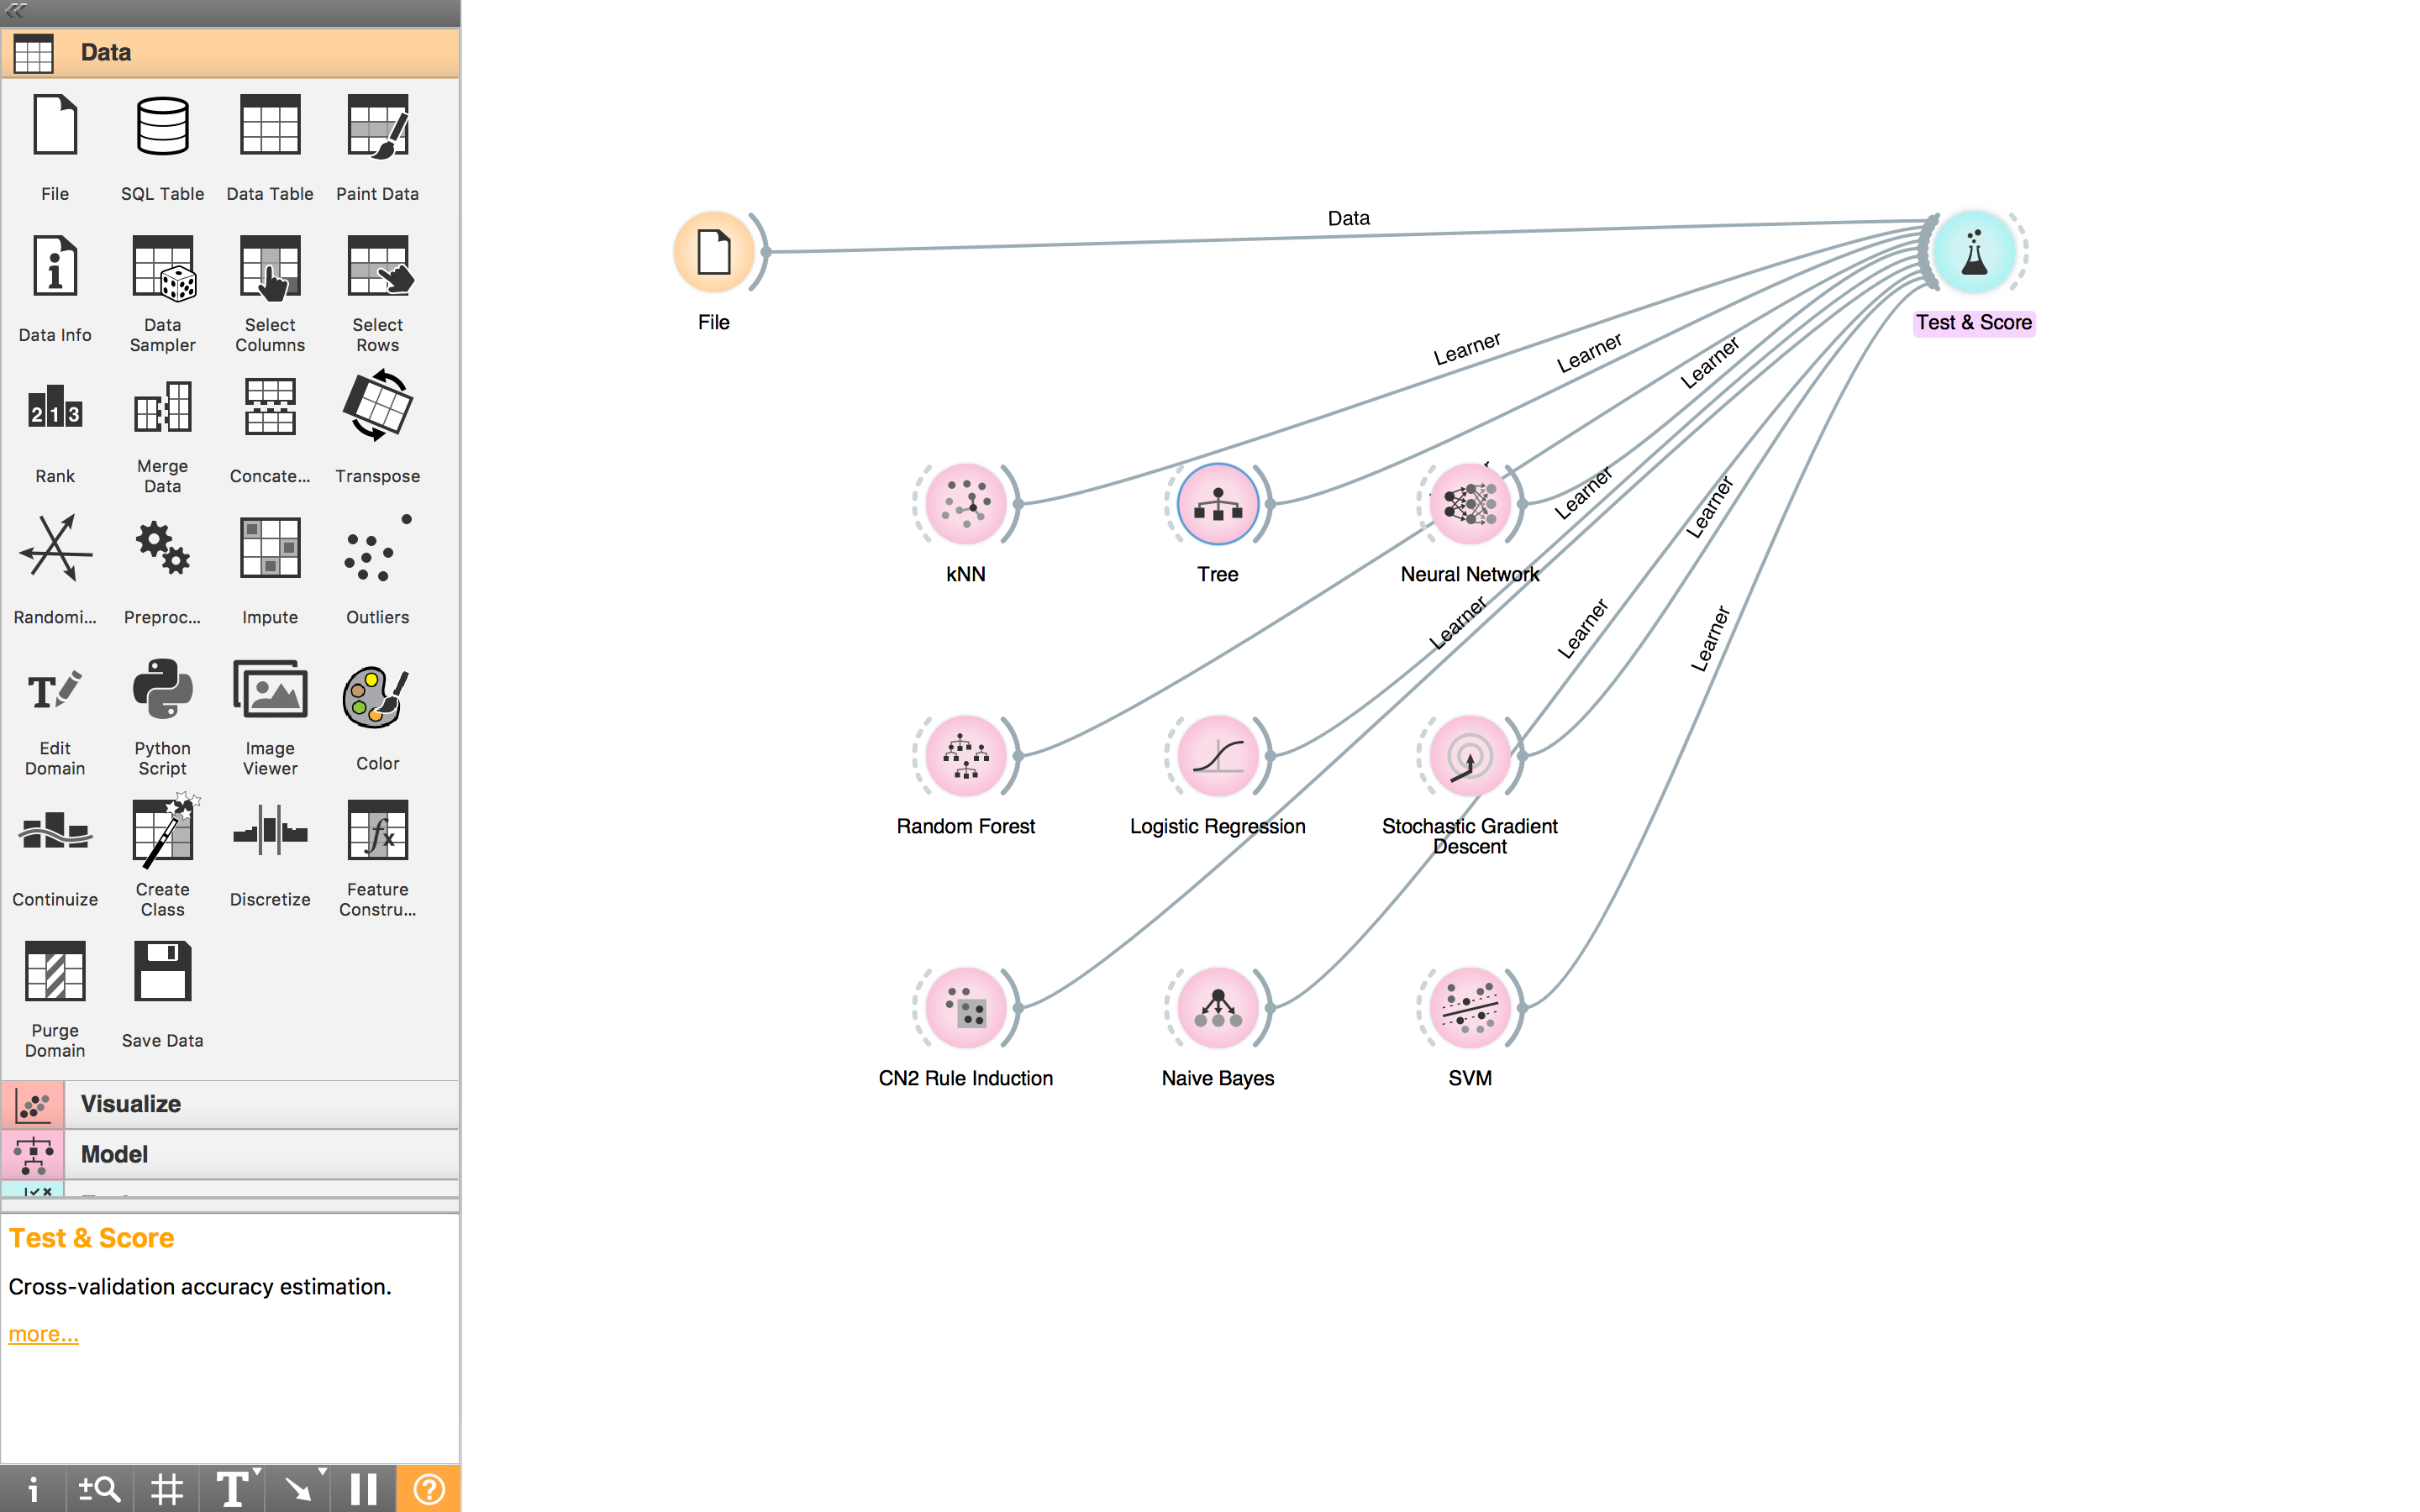 Data
File
SQL Table
Data Table
Paint Data
Data Info
Data
Sampler
Select
Columns
Select
Rows
2 1 3
Rank
Merge
Data
Concate...
Transpose
Randomi...
Preproc...
Impute
Outliers
T
Edit
Domain
Python
Script
Image
Viewer
Color
Continuize
Create
Class
Discretize
fx
Feature
Constru...
Purge
Domain
Save Data
Visualize
Model
Test & Score
Cross-validation accuracy estimation.
more...
i
T
?
Data
File
Test & Score
Learner
Learner
Learner
kNN
Tree
Neural Network
Learner
Learner
Learner
Learner
Learner
Random Forest
Logistic Regression
Stochastic Gradient
Descent
CN2 Rule Induction
Naive Bayes
SVM